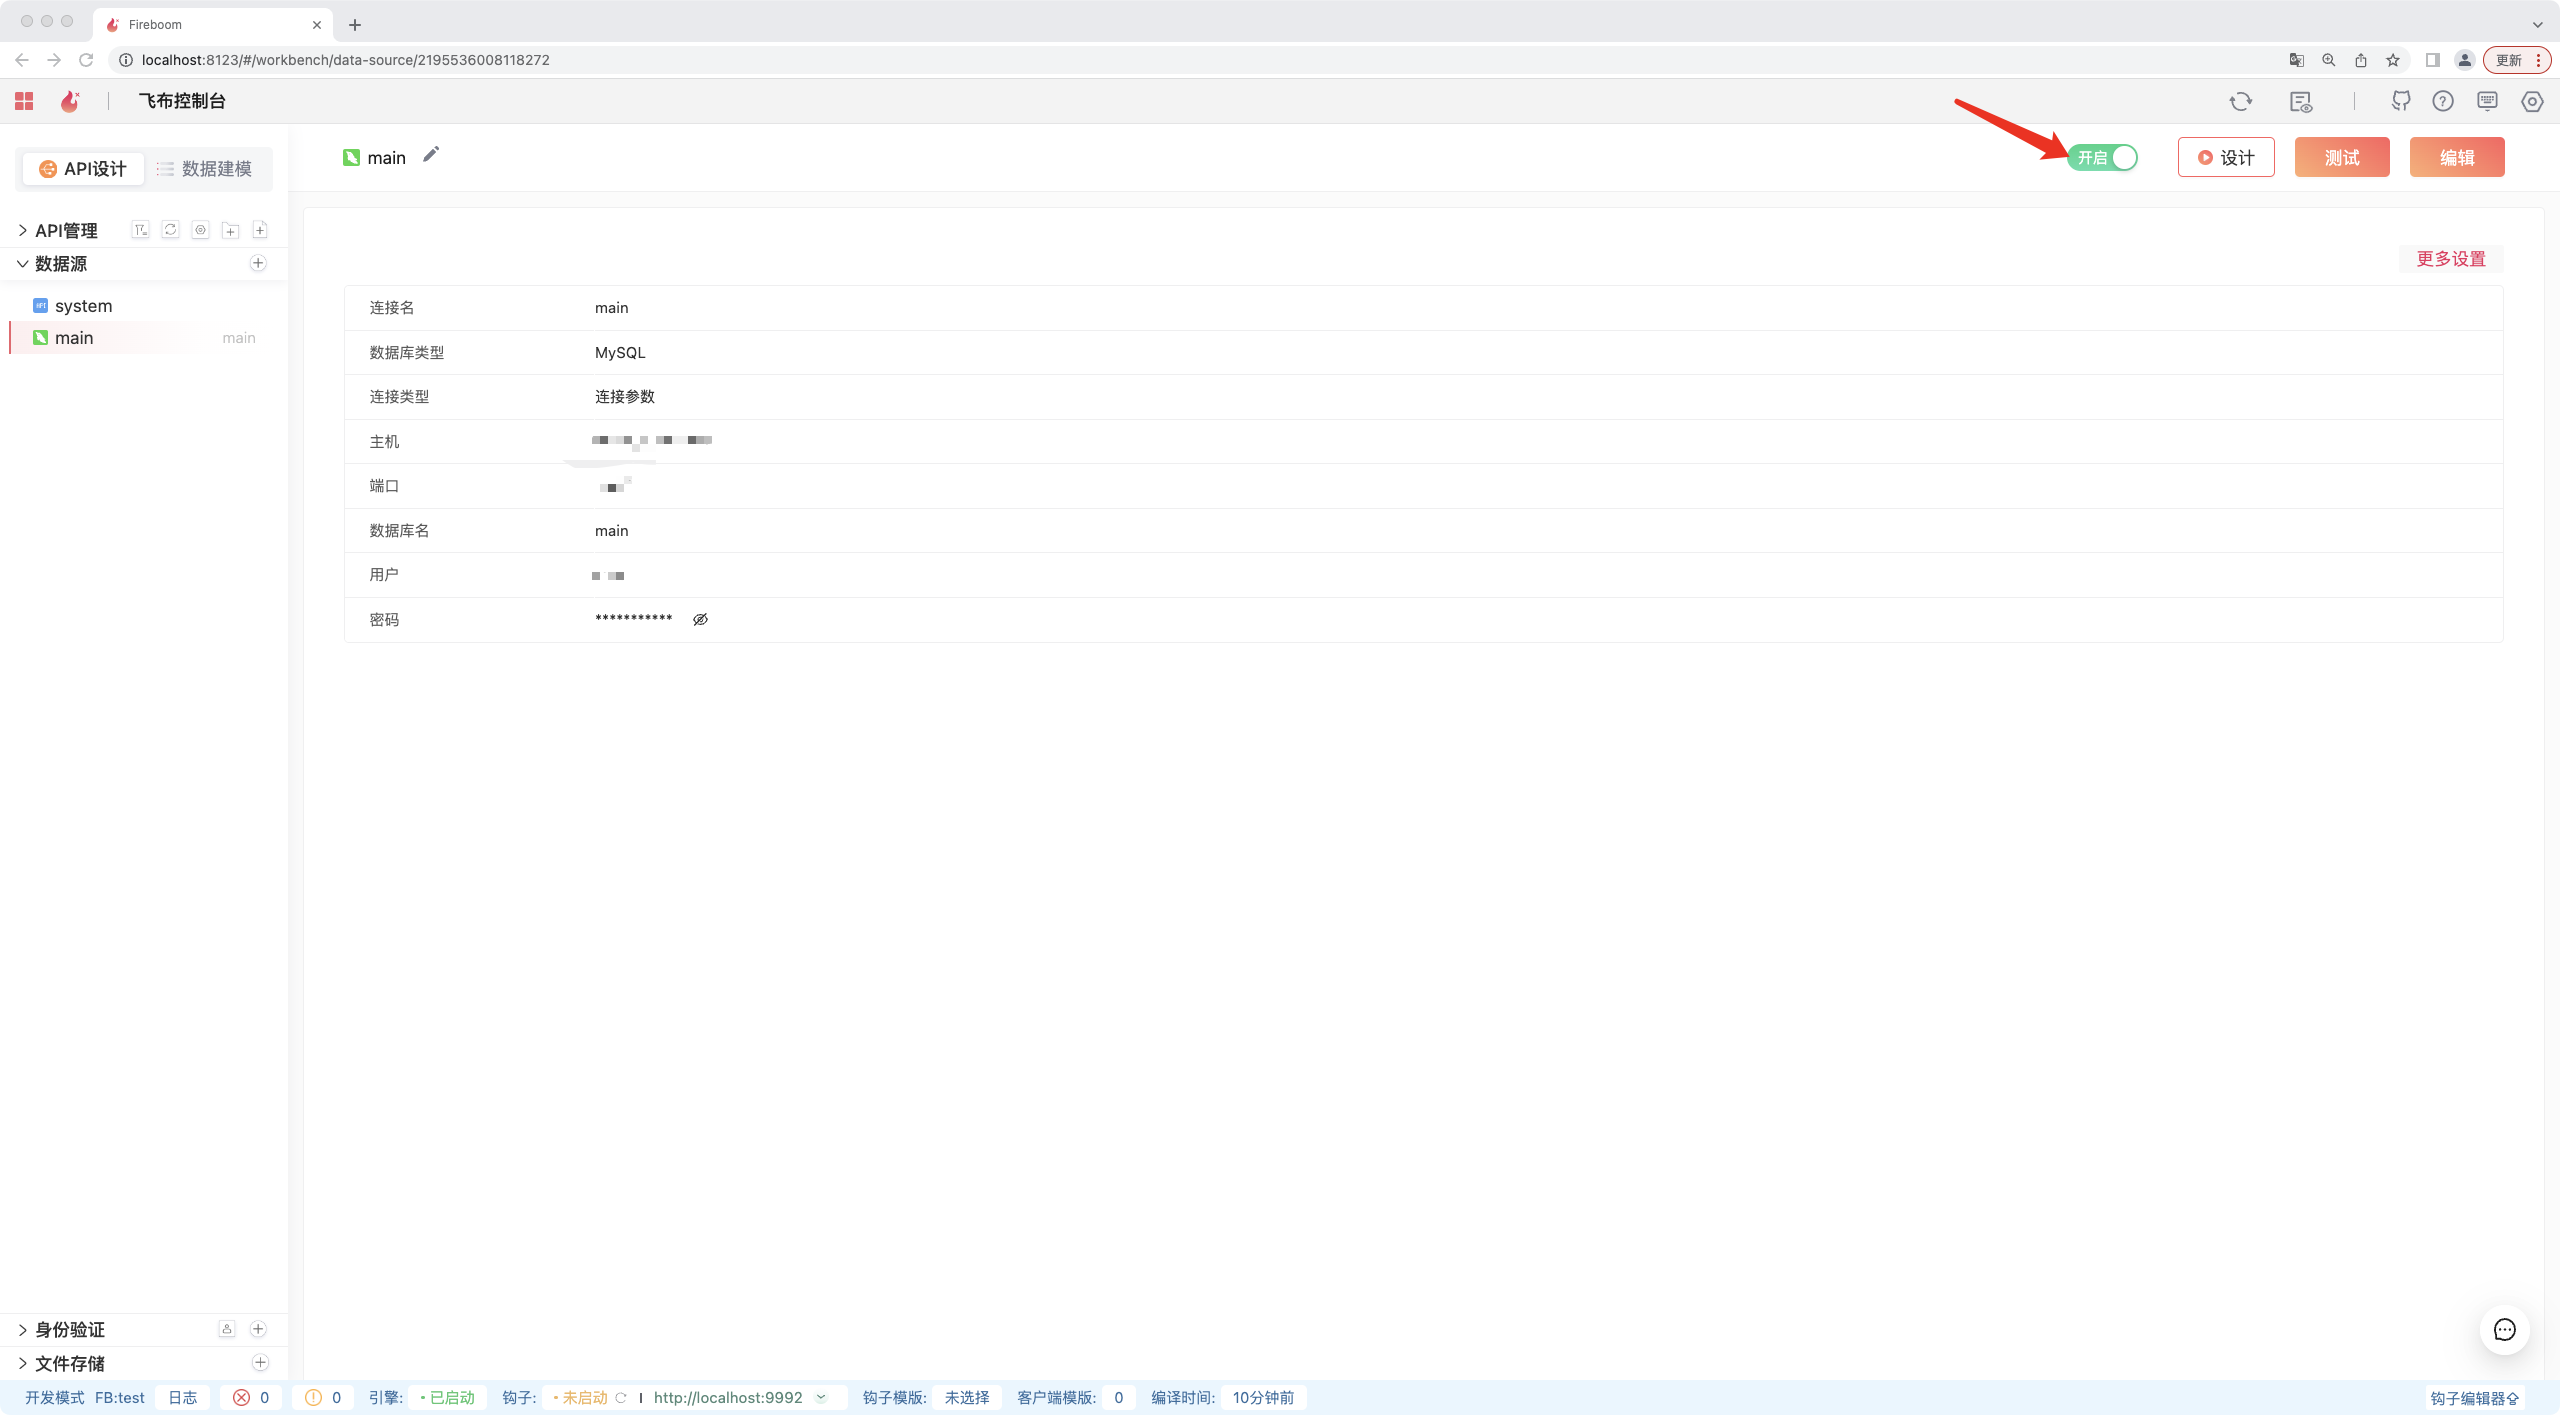 Fireboom
localhost:8123/#/workbench/data-source/2195536008118272
更新
飞布控制台
API设计 数据建模
main
开启 设计 测试 编辑
API管理
数据源
system
main main
更多设置
连接名 main
数据库类型 MySQL
连接类型 连接参数
主机
端口
数据库名 main
用户
密码 ***********
身份验证
文件存储
开发模式 FB:test 日志 0 0 引擎: 已启动 钩子: 未启动 http://localhost:9992 钩子模版: 未选择 客户端模版: 0 编译时间: 10分钟前 钩子编辑器